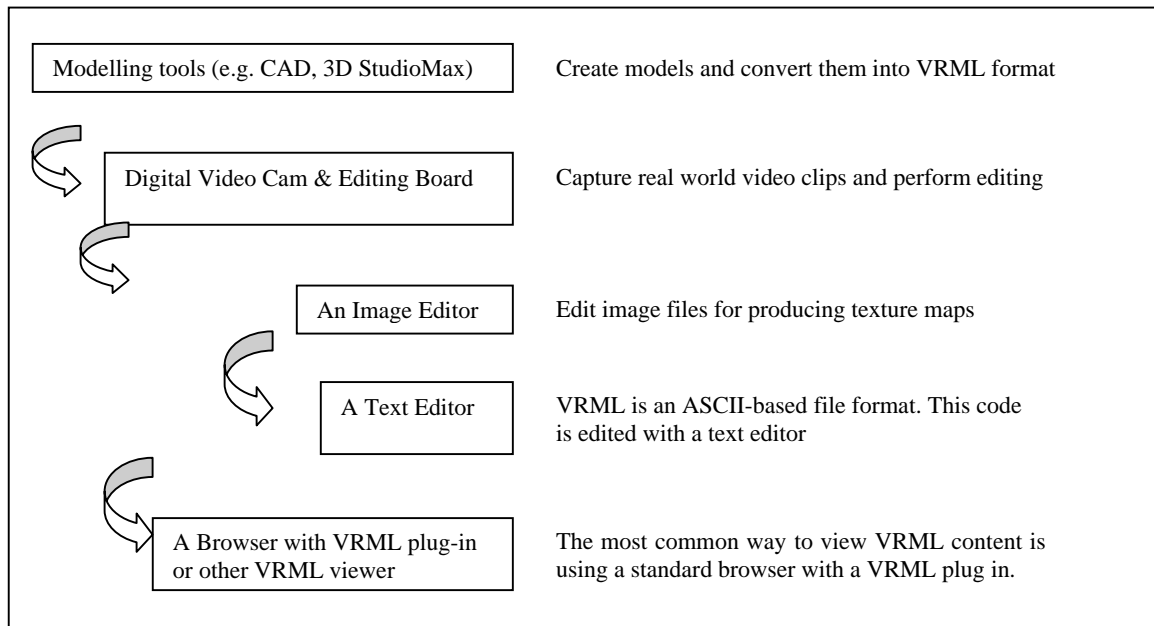 Modelling tools (e.g. CAD, 3D StudioMax)
Create models and convert them into VRML format
Digital Video Cam & Editing Board
Capture real world video clips and perform editing
An Image Editor
Edit image files for producing texture maps
A Text Editor
VRML is an ASCII-based file format. This code
is edited with a text editor
A Browser with VRML plug-in
or other VRML viewer
The most common way to view VRML content is
using a standard browser with a VRML plug in.